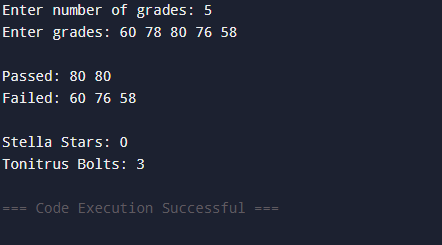 Enter number of grades: 5
Enter grades: 60 78 80 76 58
Passed: 80 80
Failed: 60 76 58
Stella Stars: 0
Tonitrus Bolts: 3
=== Code Execution Successful ===